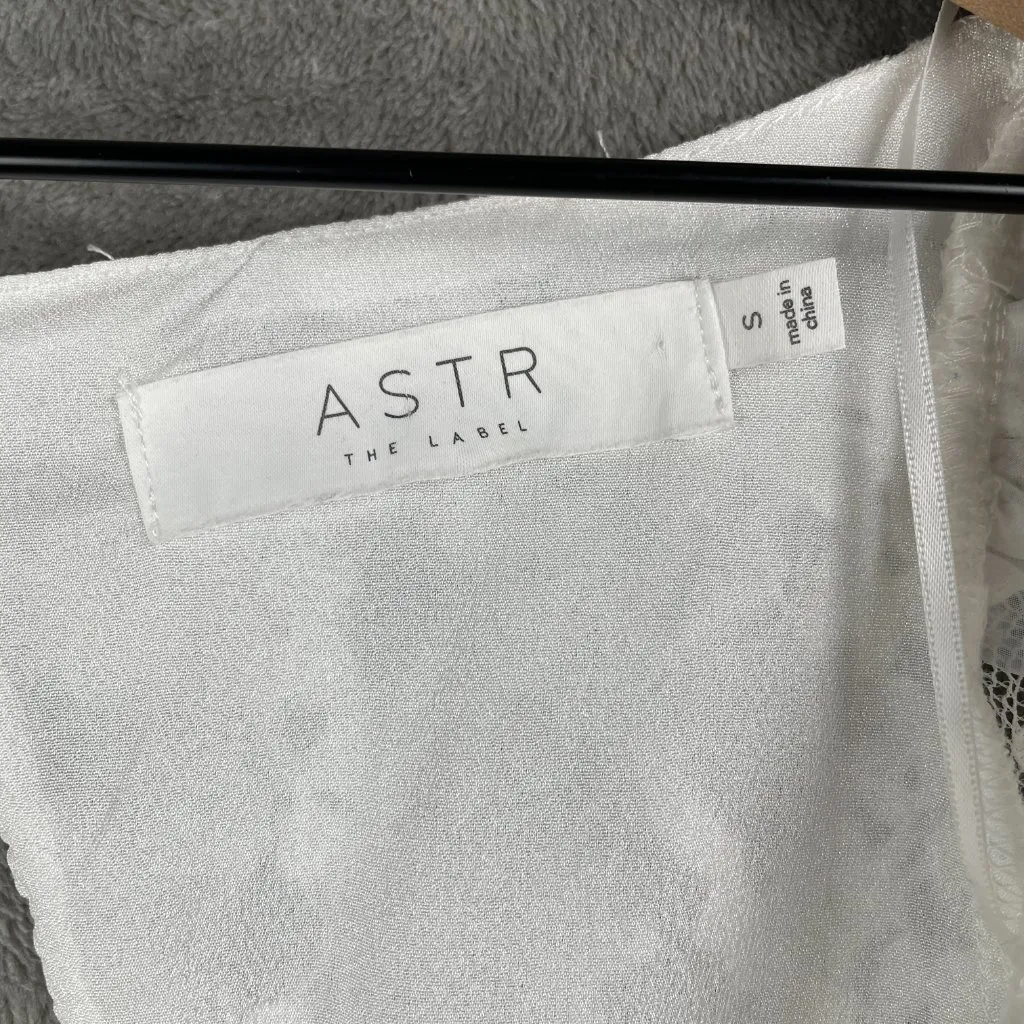 ASTR
THE LABEL
S
made in
china